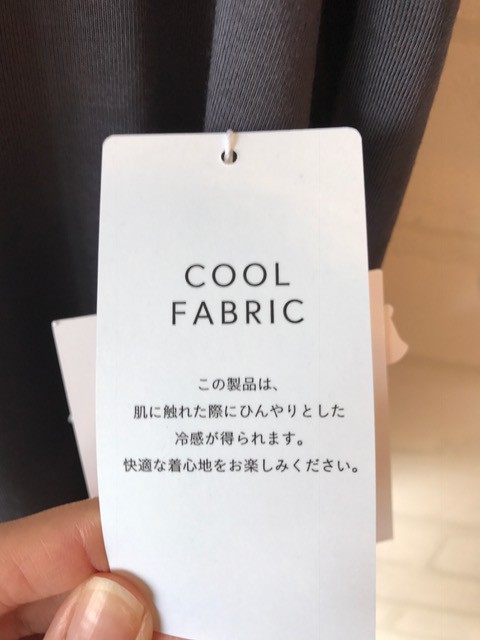 COOL
FABRIC
この製品は、
肌に触れた際にひんやりとした
冷感が得られます。
快適な着心地をお楽しみください。